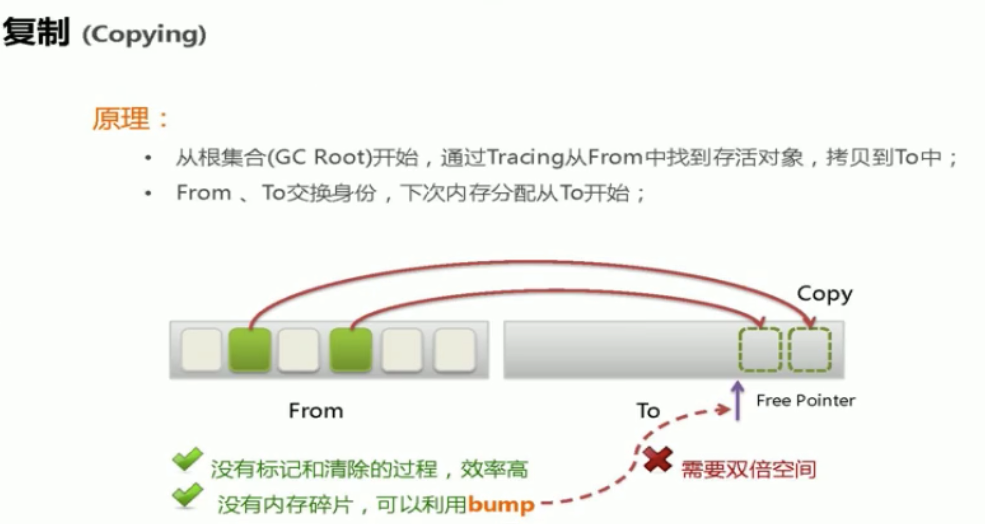 复制 (Copying)
原理：
• 从根集合(GC Root)开始，通过Tracing从From中找到存活对象，拷贝到To中；
• From 、To交换身份，下次内存分配从To开始；
Copy
From
To
Free Pointer
没有标记和清除的过程，效率高
需要双倍空间
没有内存碎片，可以利用bump